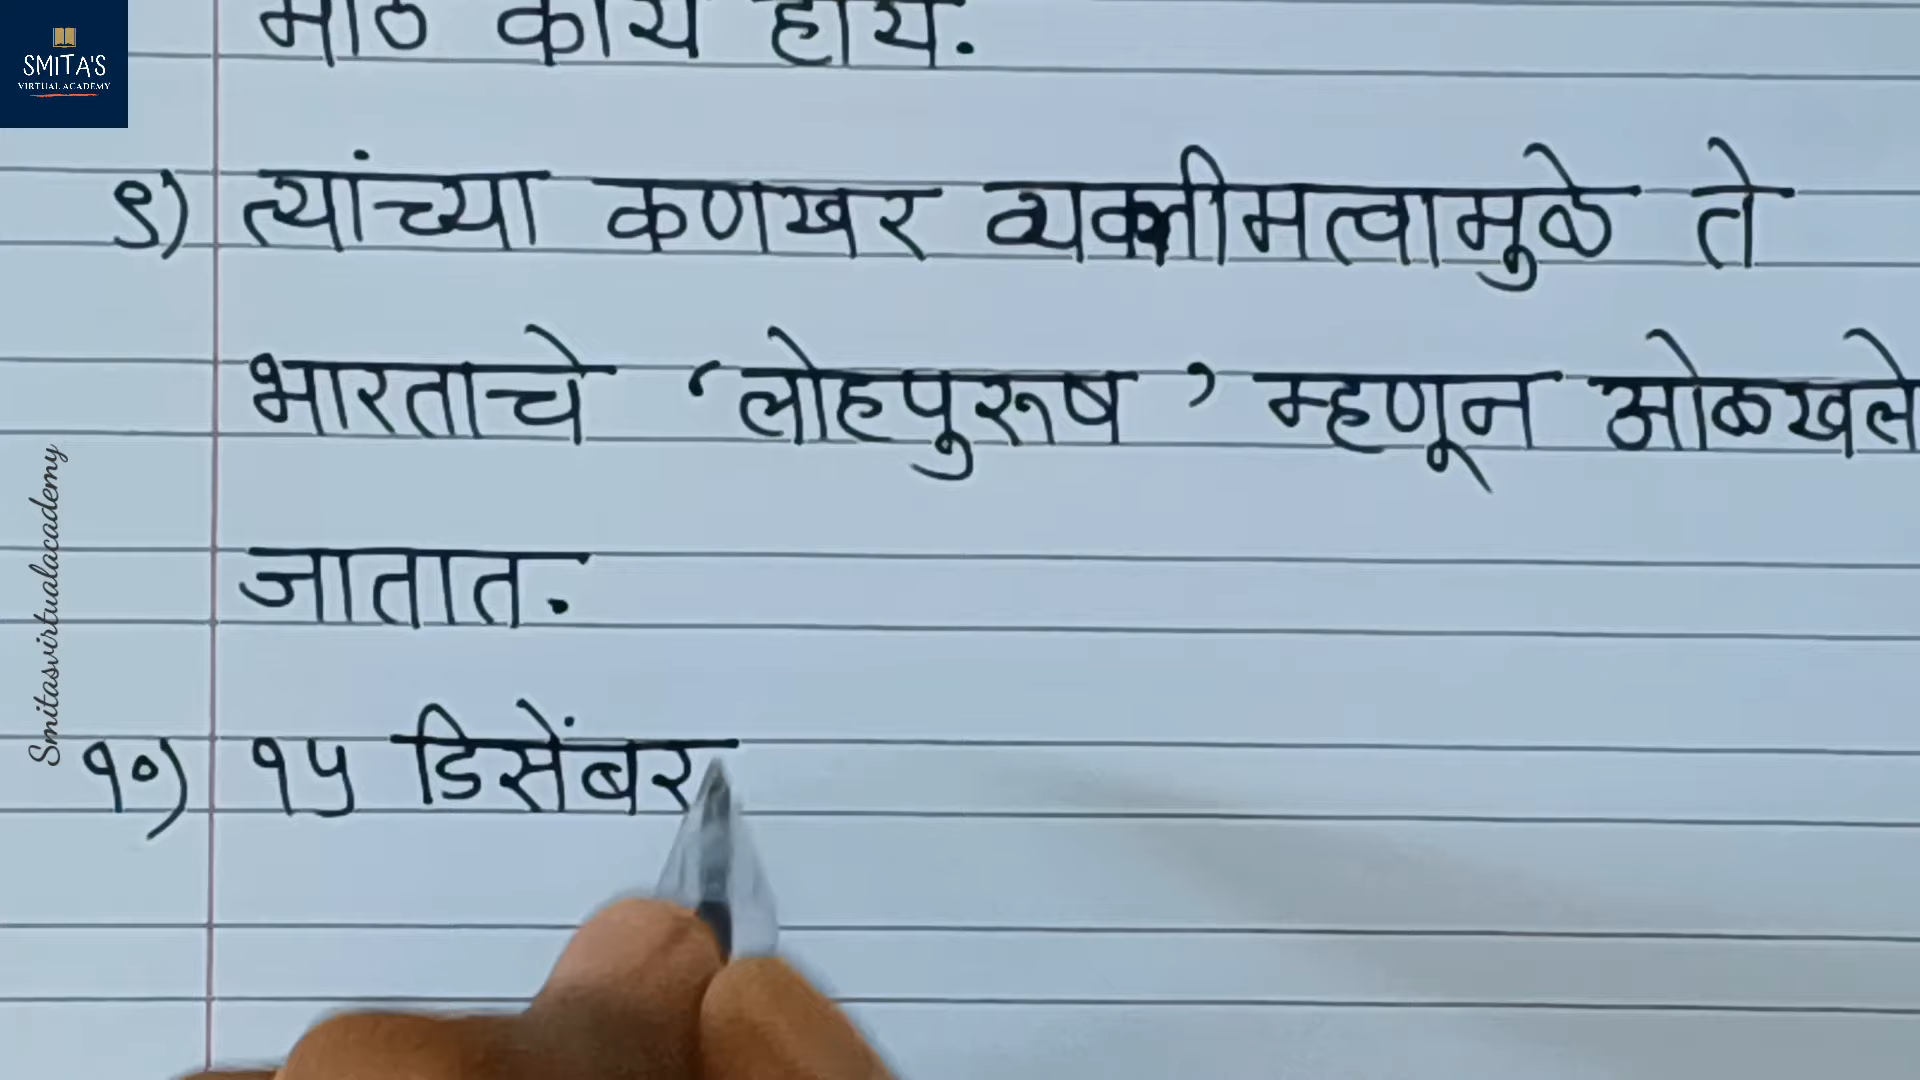 SMITA'S
VIRTUAL ACADEMY
कार्य होय.
९) त्यांच्या कणखर व्यक्तीमत्वामुळे ते
भारताचे ‘लोहपुरूष’ म्हणून ओळखले
जातात.
Smitasvirtualacademy
१०) १५ डिसेंबर